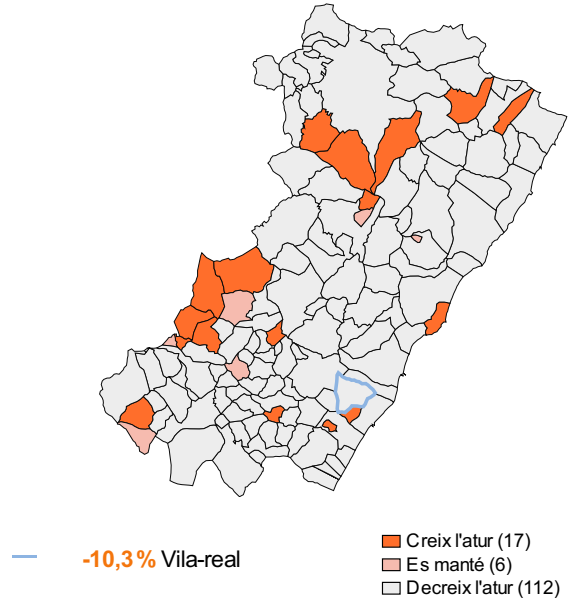 -10,3% Vila-real
Creix l'atur (17)
Es manté (6)
Decreix l'atur (112)